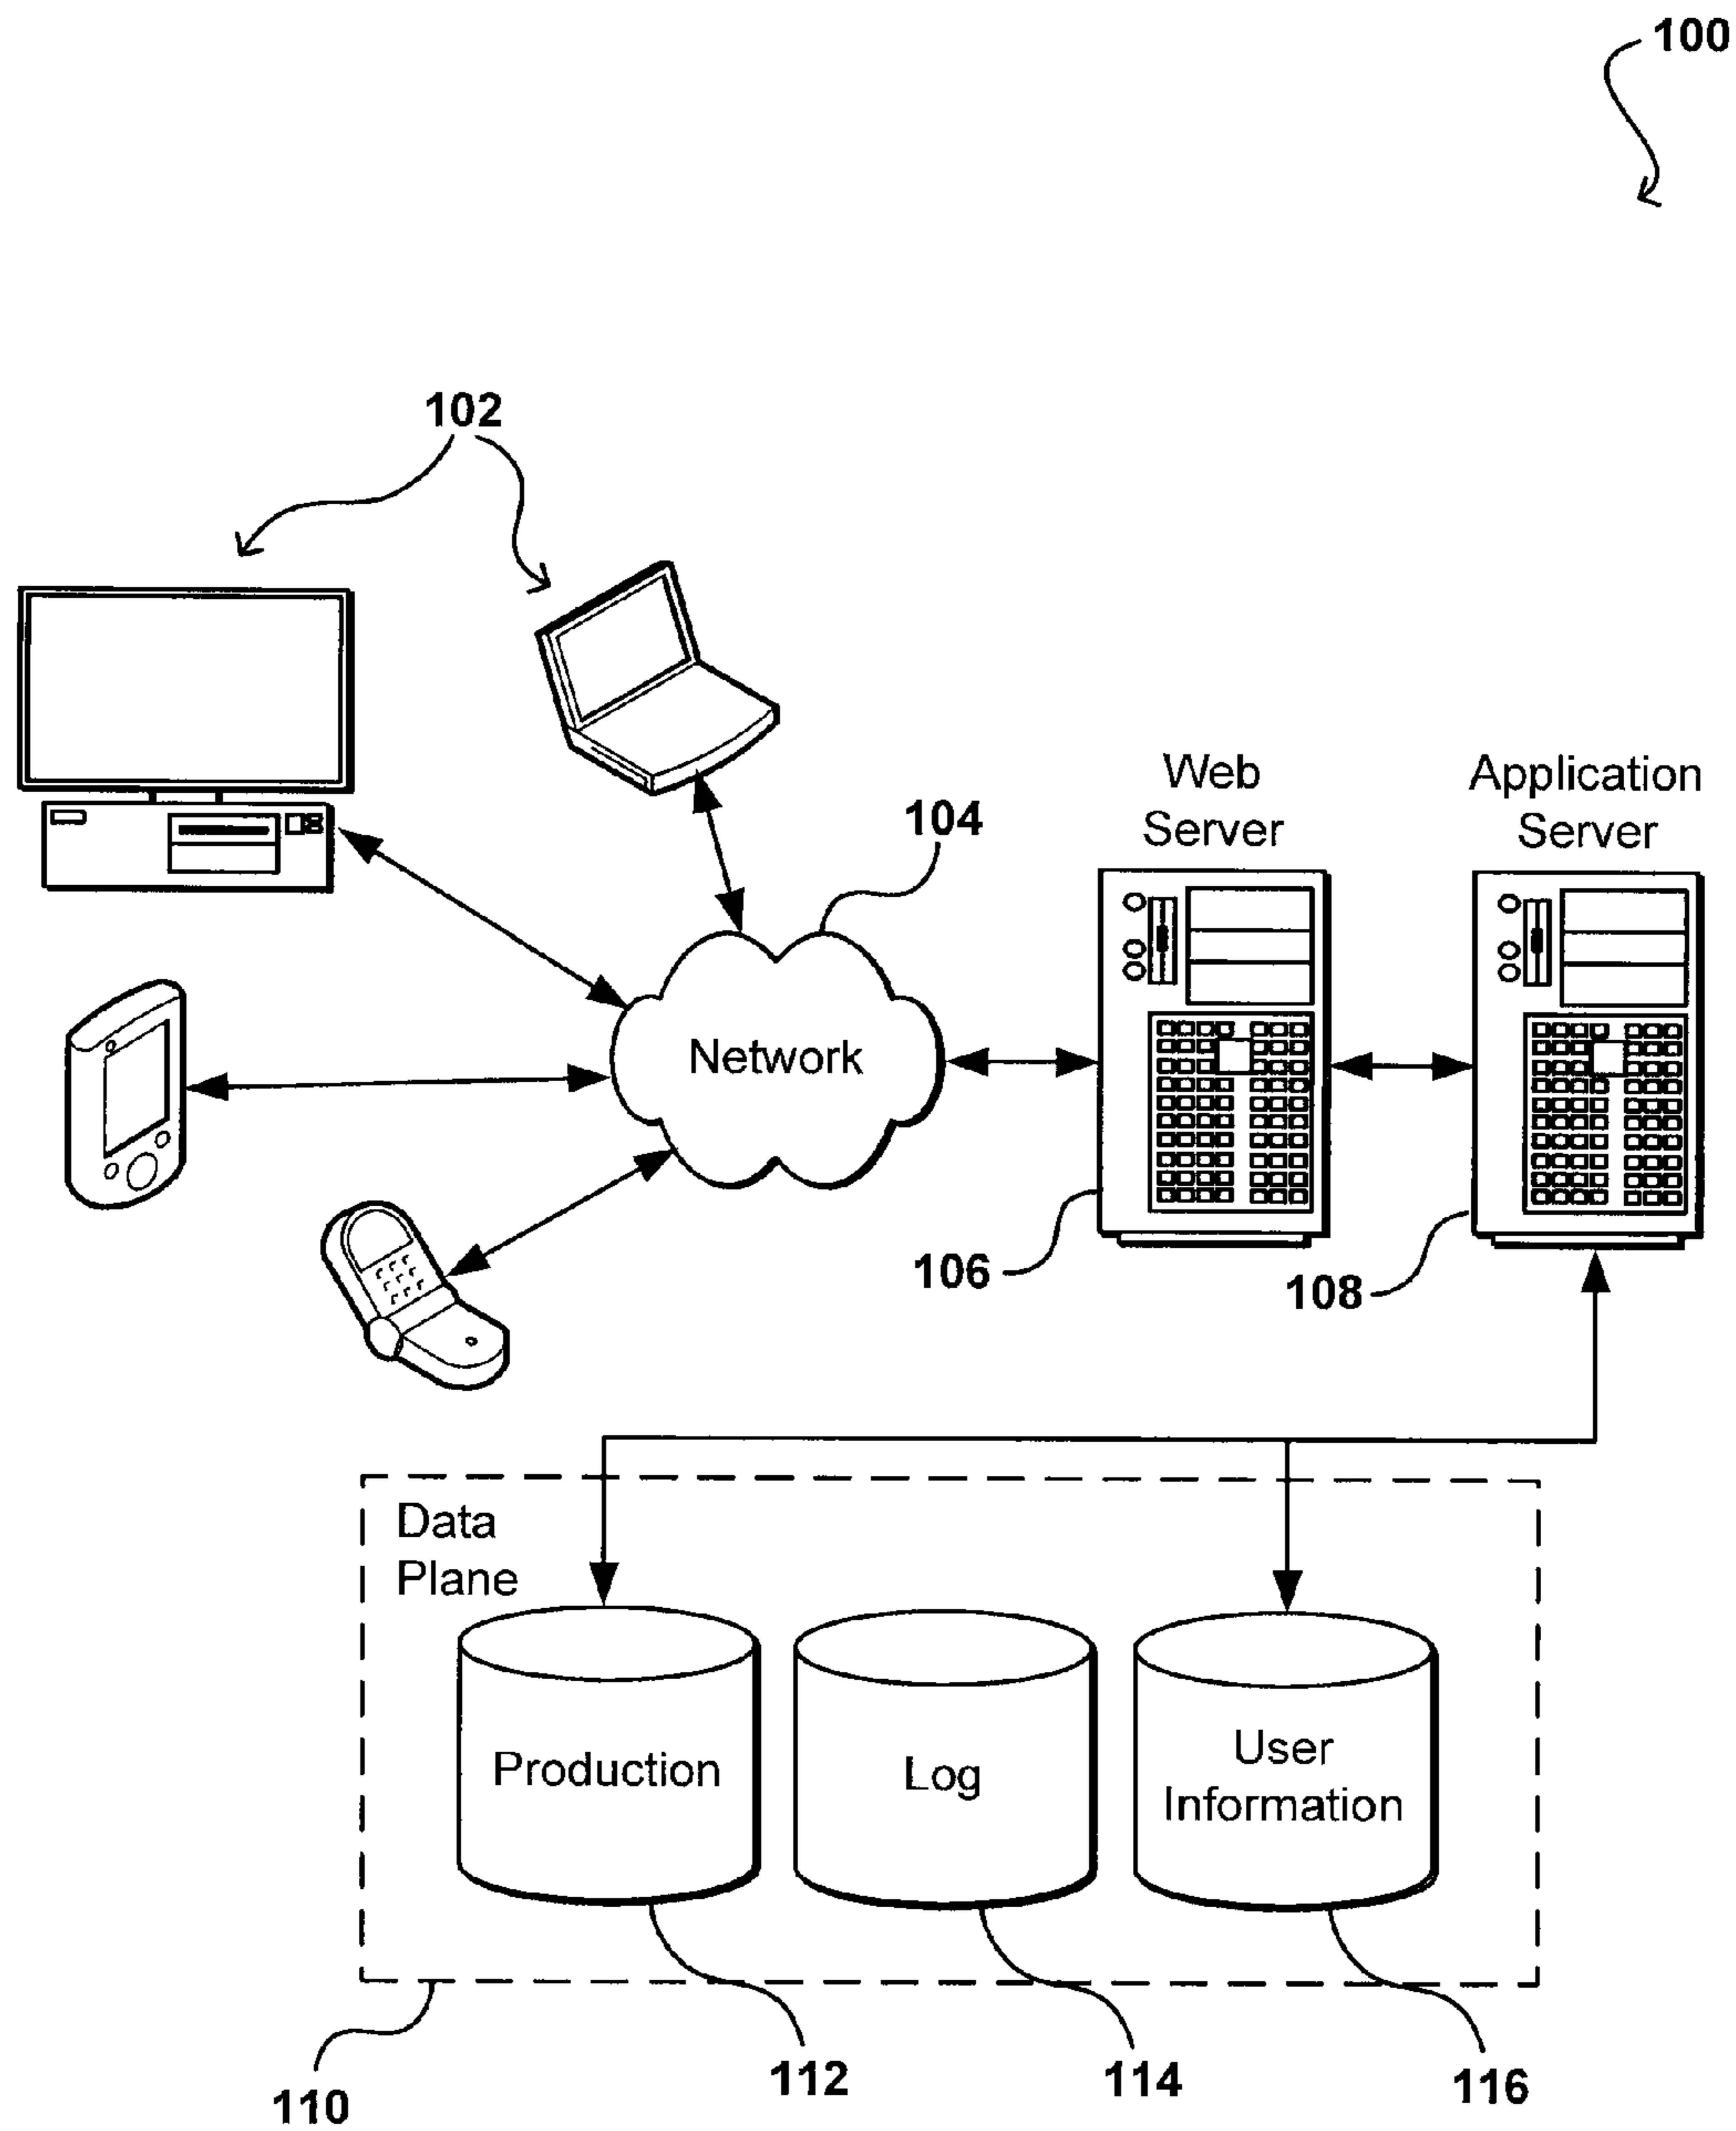 100
102
Web
Server
Application
Server
104
Network
106
108
Data
Plane
Production
Log
User
Information
110
112
114
116